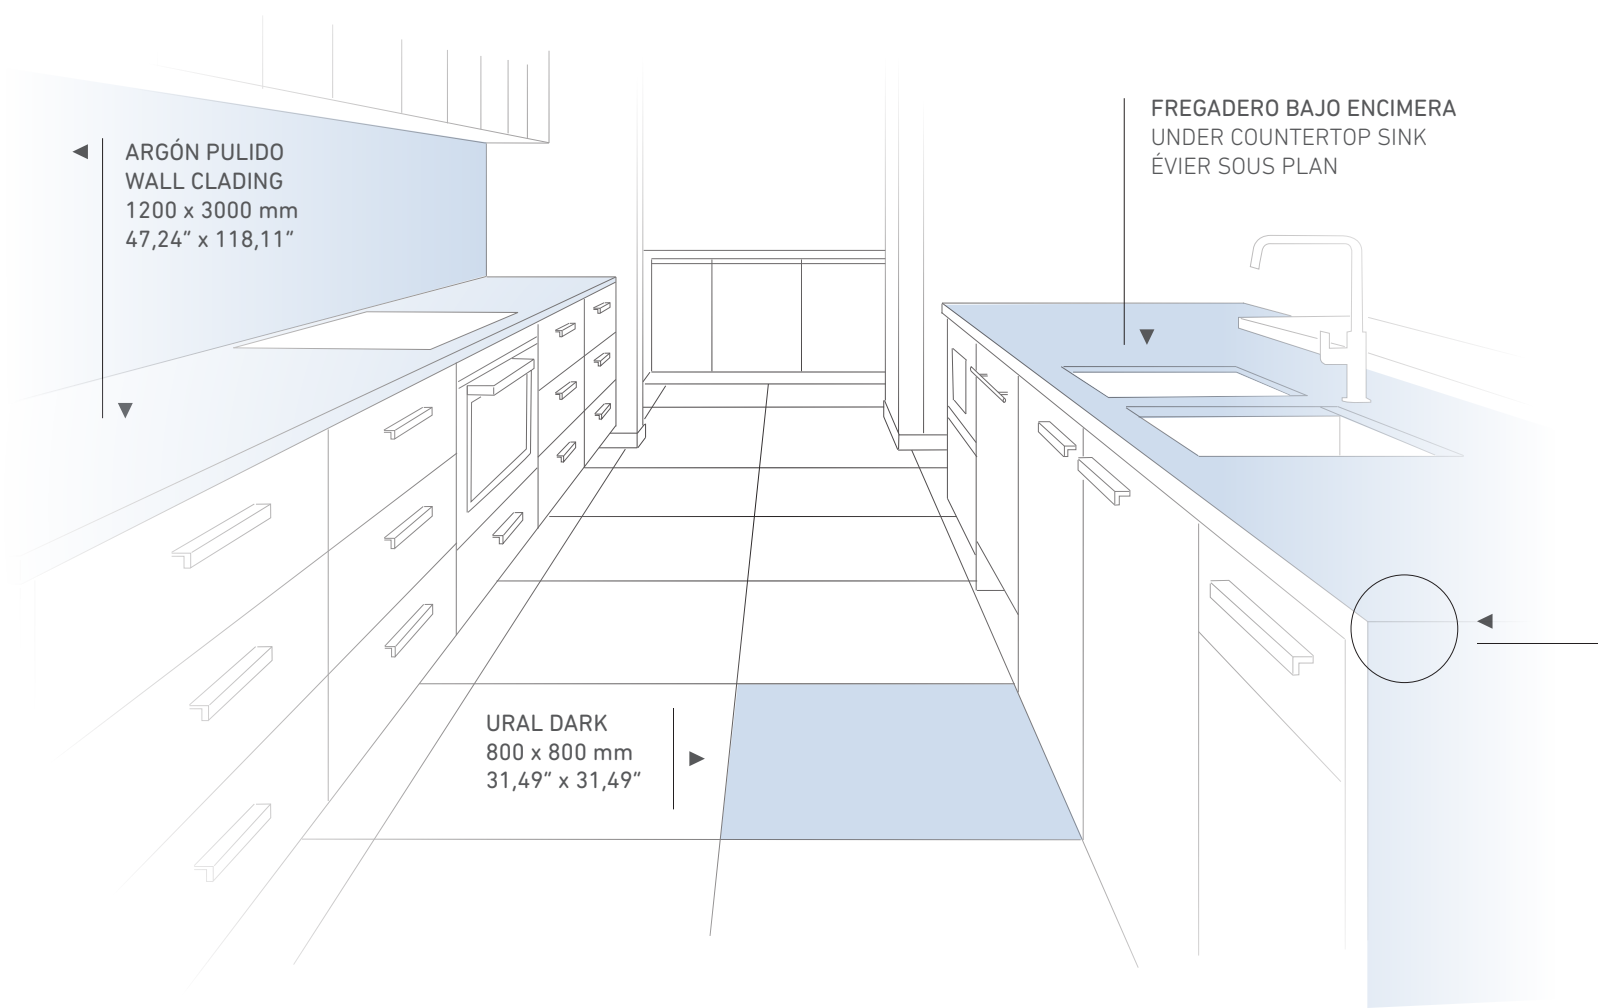 ARGÓN PULIDO
WALL CLADING
1200 x 3000 mm
47,24” x 118,11”
FREGADERO BAJO ENCIMERA
UNDER COUNTERTOP SINK
ÉVIER SOUS PLAN
URAL DARK
800 x 800 mm
31,49” x 31,49”